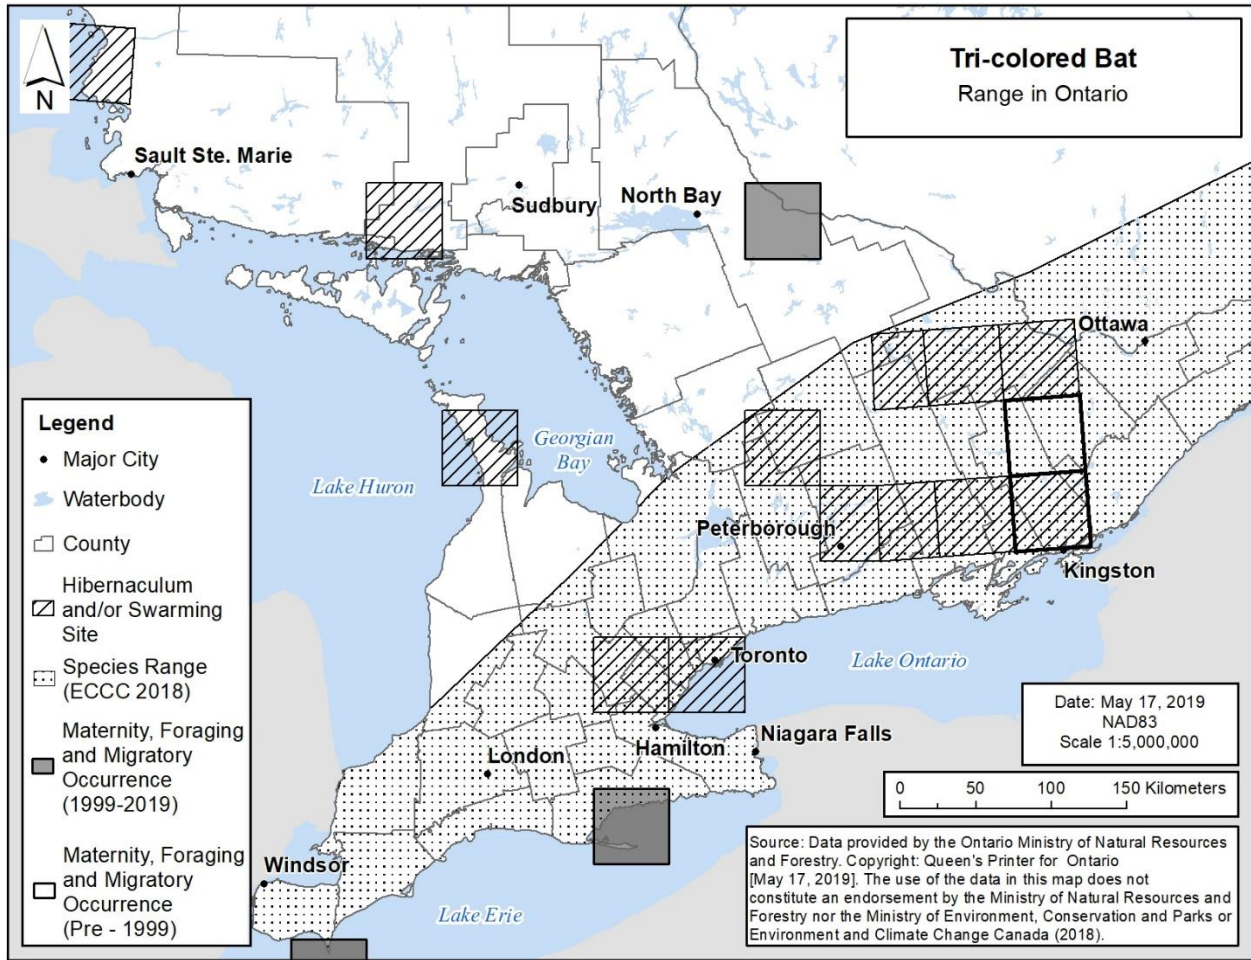 Tri-colored Bat
Range in Ontario
N
Sault Ste. Marie
Sudbury
North Bay
Ottawa
Georgian
Bay
Lake Huron
Peterborough
Kingston
Toronto
Lake Ontario
Hamilton
Niagara Falls
London
Windsor
Lake Erie
Legend
Major City
Waterbody
County
Hibernaculum
and/or Swarming
Site
Species Range
(ECCC 2018)
Maternity, Foraging
and Migratory
Occurrence
(1999-2019)
Maternity, Foraging
and Migratory
Occurrence
(Pre - 1999)
Date: May 17, 2019
NAD83
Scale 1:5,000,000
0 50 100 150 Kilometers
Source: Data provided by the Ontario Ministry of Natural Resources
and Forestry. Copyright: Queen's Printer for Ontario
[May 17, 2019]. The use of the data in this map does not
constitute an endorsement by the Ministry of Natural Resources and
Forestry nor the Ministry of Environment, Conservation and Parks or
Environment and Climate Change Canada (2018).